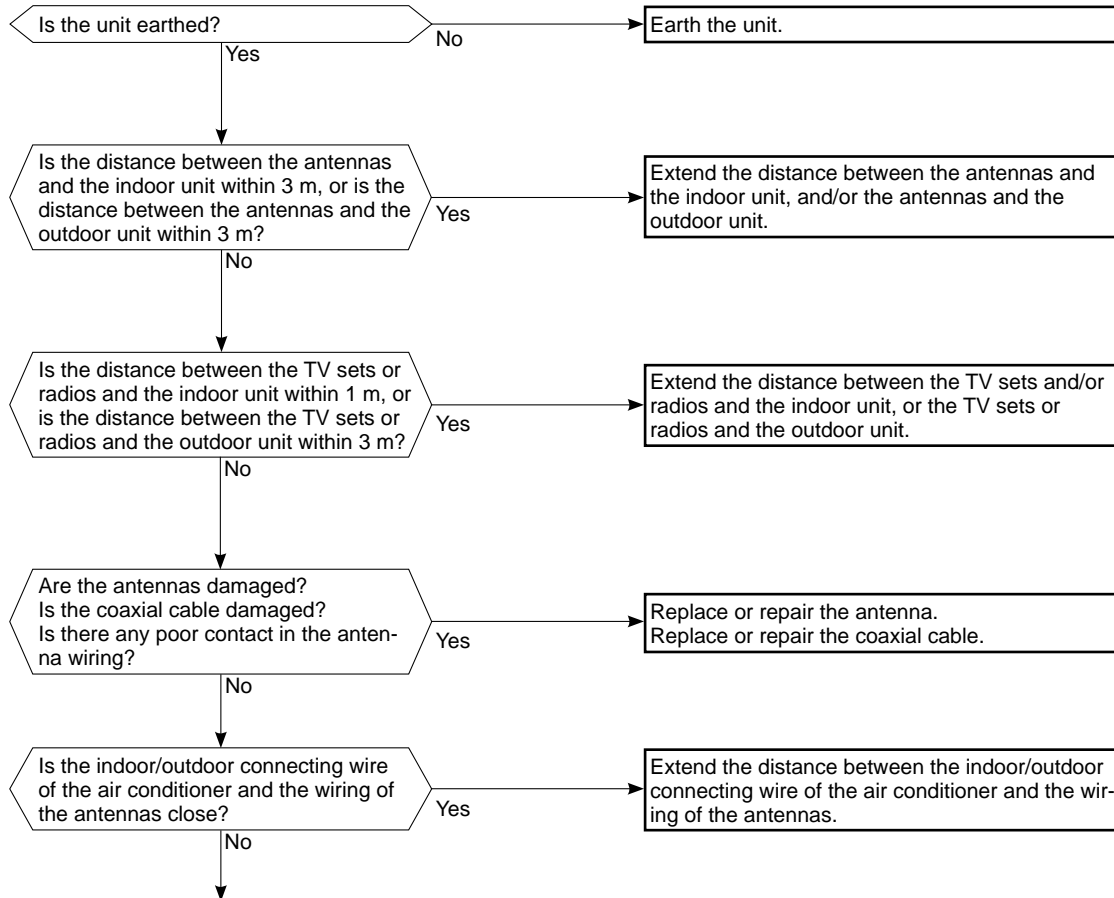 Is the unit earthed?
No
Earth the unit.
Yes
Is the distance between the antennas
and the indoor unit within 3 m, or is the
distance between the antennas and the
outdoor unit within 3 m?
Yes
Extend the distance between the antennas and
the indoor unit, and/or the antennas and the
outdoor unit.
No
Is the distance between the TV sets or
radios and the indoor unit within 1 m, or
is the distance between the TV sets or
radios and the outdoor unit within 3 m?
Yes
Extend the distance between the TV sets and/or
radios and the indoor unit, or the TV sets or
radios and the outdoor unit.
No
Are the antennas damaged?
Is the coaxial cable damaged?
Is there any poor contact in the anten-
na wiring?
Yes
Replace or repair the antenna.
Replace or repair the coaxial cable.
No
Is the indoor/outdoor connecting wire
of the air conditioner and the wiring of
the antennas close?
Yes
Extend the distance between the indoor/outdoor
connecting wire of the air conditioner and the wir-
ing of the antennas.
No